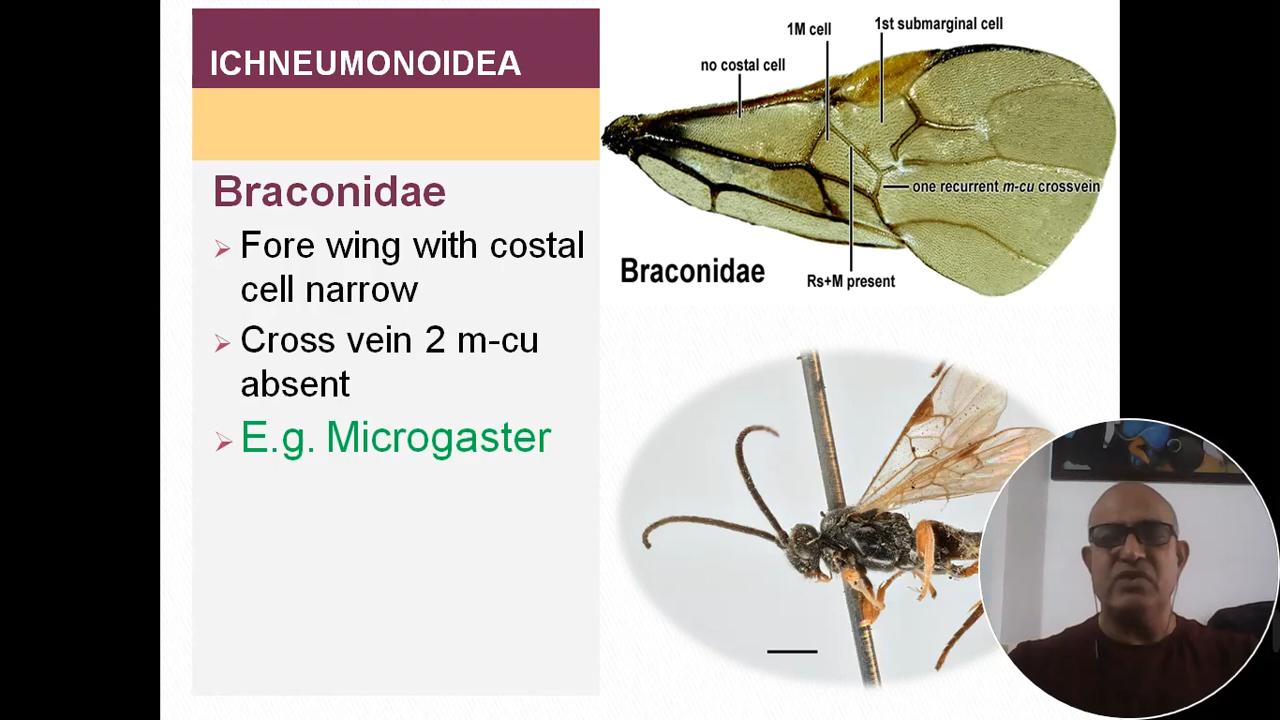 ICHNEUMONOIDEA
Braconidae
Fore wing with costal
cell narrow
Cross vein 2 m-cu
absent
E.g. Microgaster
1M cell
1st submarginal cell
no costal cell
one recurrent m-cu crossvein
Braconidae
Rs+M present